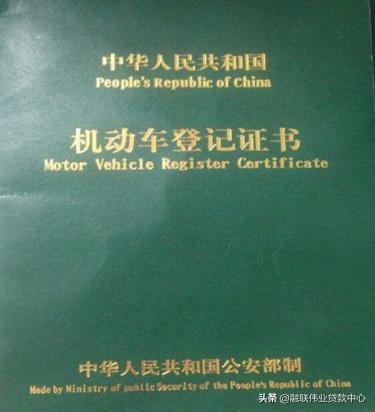 中华人民共和国
People's Republic of China
机动车登记证书
Motor Vehicle Register Certificate
中华人民共和国公安部制
Made by Ministry of public Security of the People's Republic of China
头条 @融联伟业贷款中心